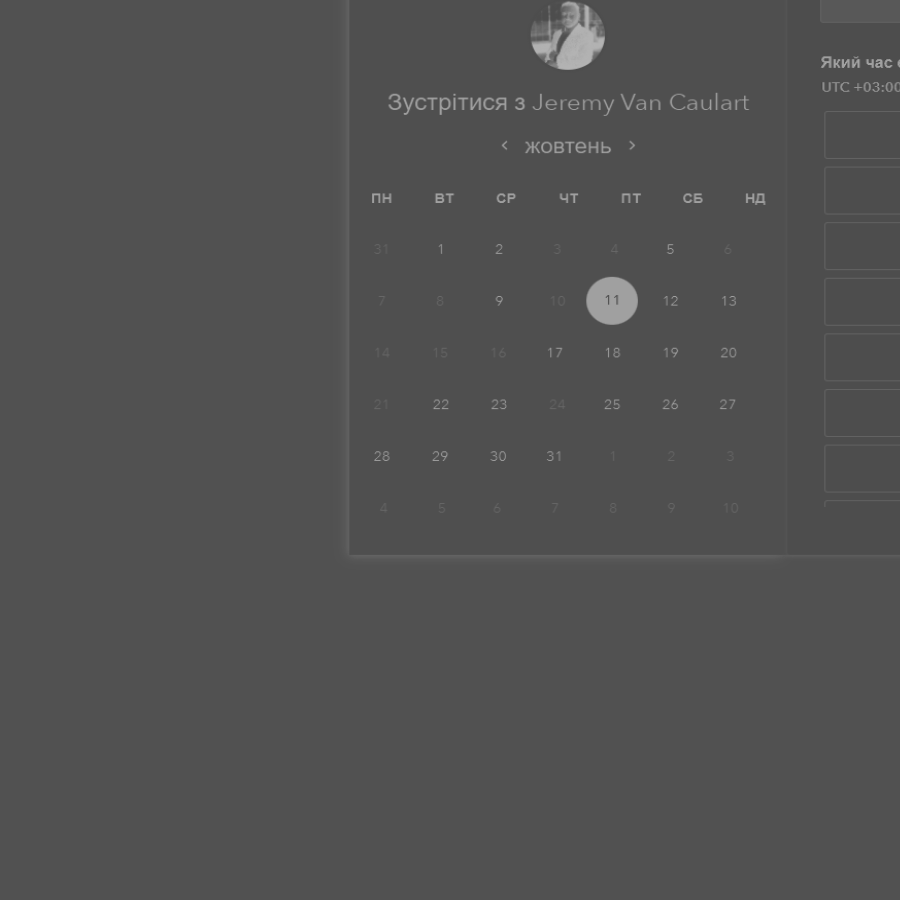 Зустрітися з Jeremy Van Caulart
жовтень
ПН ВТ СР ЧТ ПТ СБ НД
31 1 2 3 4 5 6
7 8 9 10 11 12 13
14 15 16 17 18 19 20
21 22 23 24 25 26 27
28 29 30 31 1 2 3
4 5 6 7 8 9 10
Який час
UTC +03:00